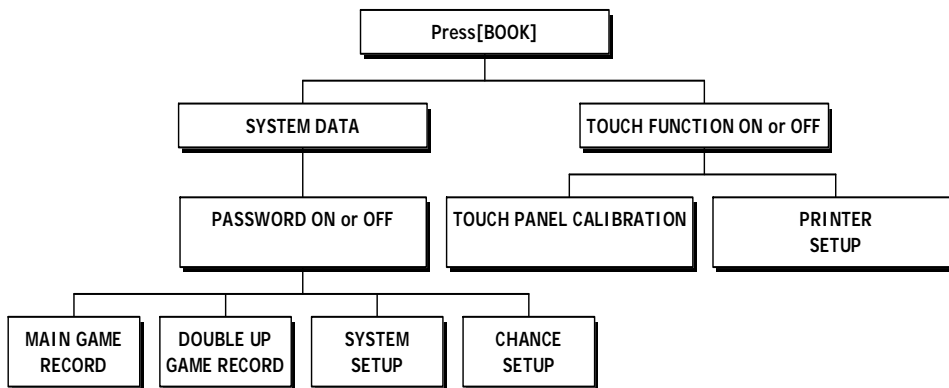 Press[BOOK]
SYSTEM DATA
TOUCH FUNCTION ON or OFF
PASSWORD ON or OFF
TOUCH PANEL CALIBRATION
PRINTER
SETUP
MAIN GAME
RECORD
DOUBLE UP
GAME RECORD
SYSTEM
SETUP
CHANCE
SETUP